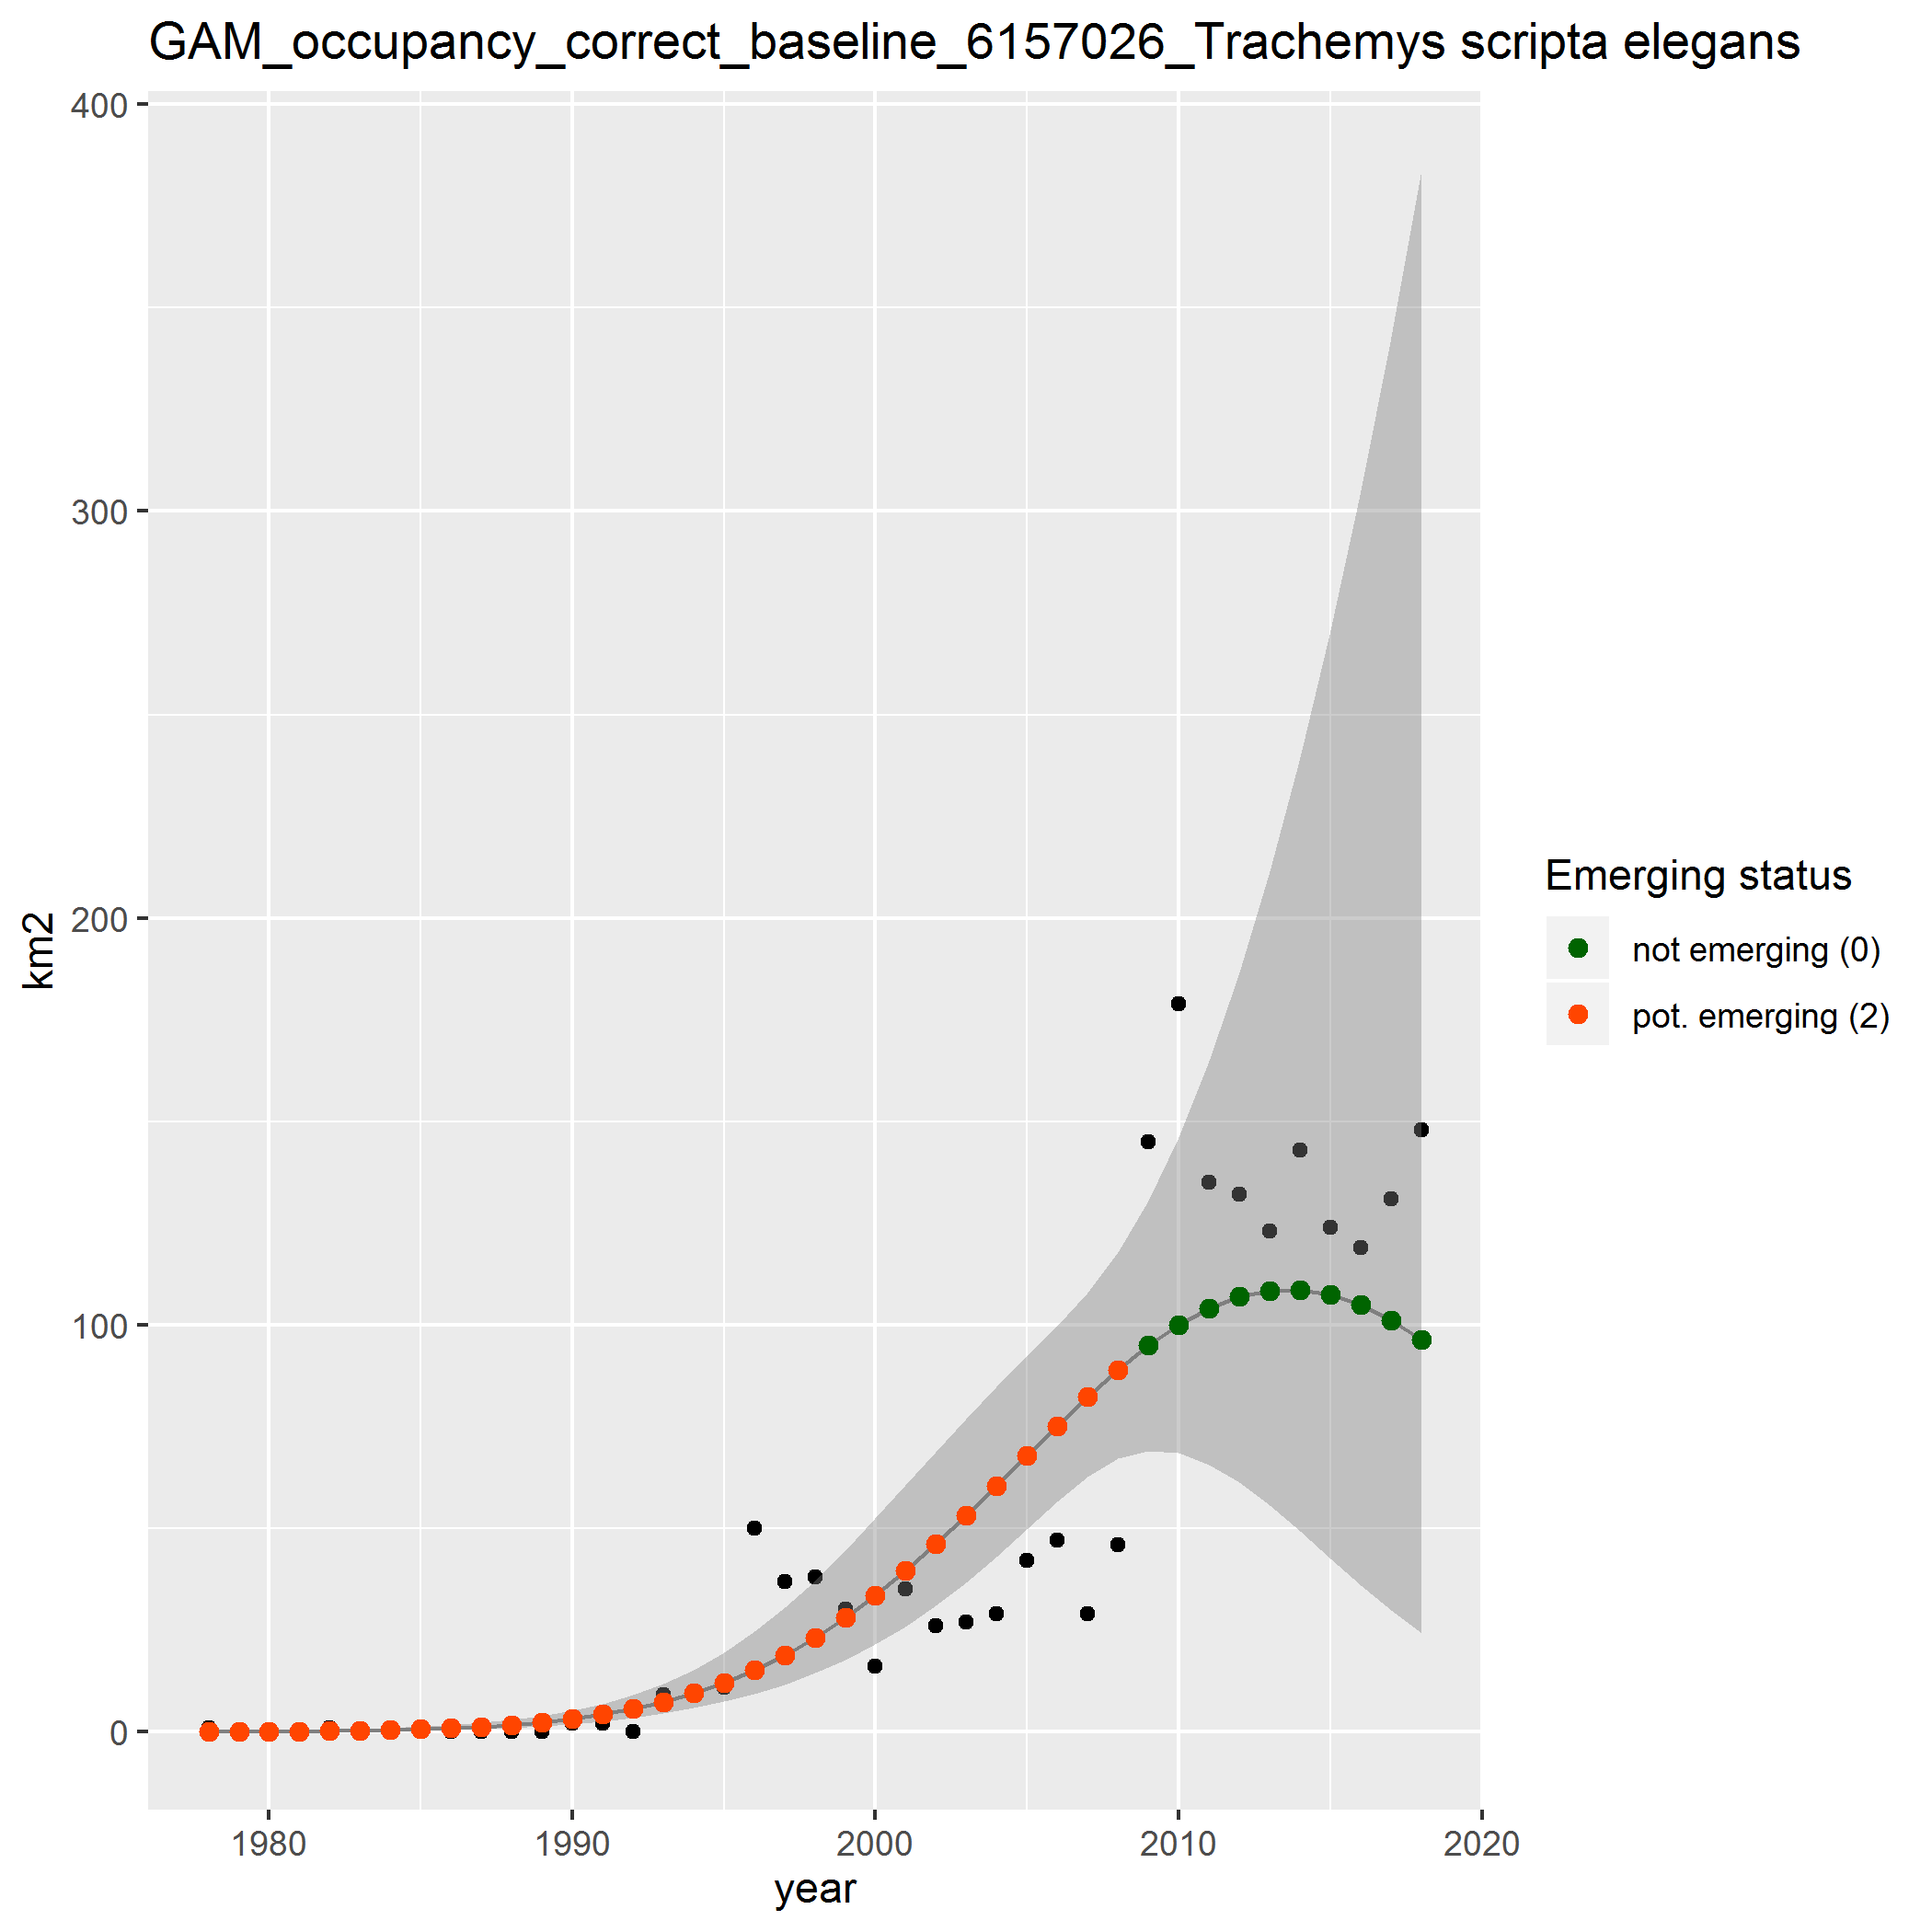 GAM_occupancy_correct_baseline_6157026_Trachemys scripta elegans
400
300
200
100
0
km2
1980 1990 2000 2010 2020
year
Emerging status
not emerging (0)
pot. emerging (2)